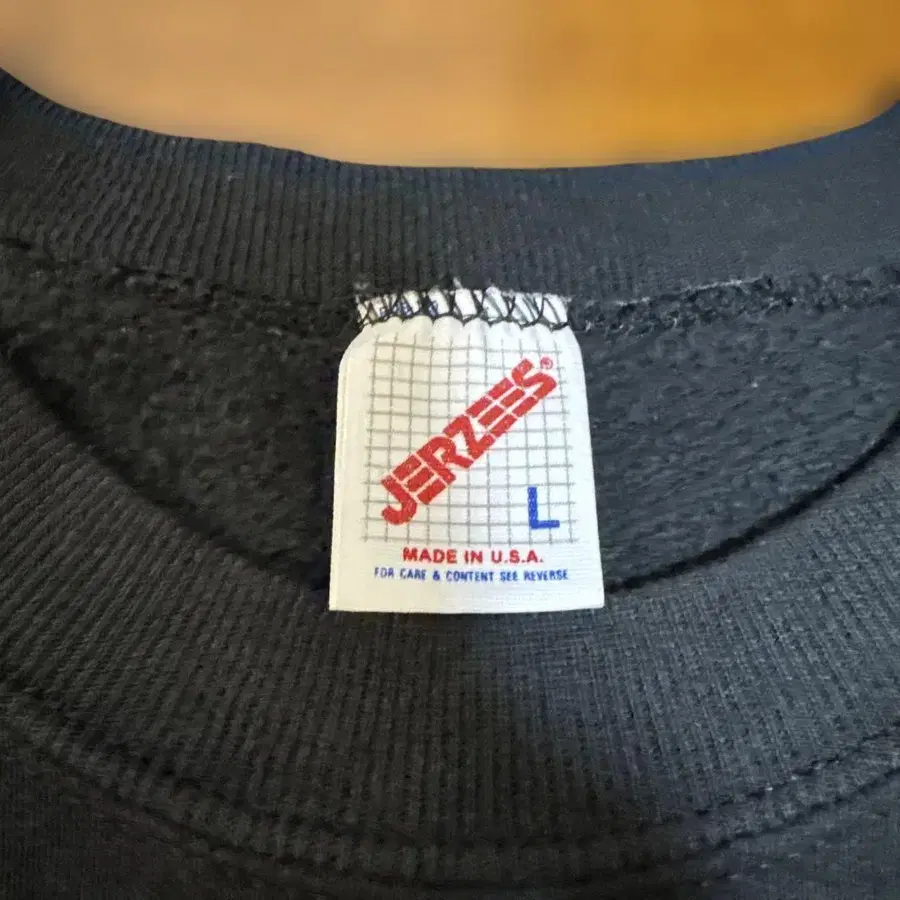 JERZEES®
L
MADE IN U.S.A.
FOR CARE & CONTENT SEE REVERSE